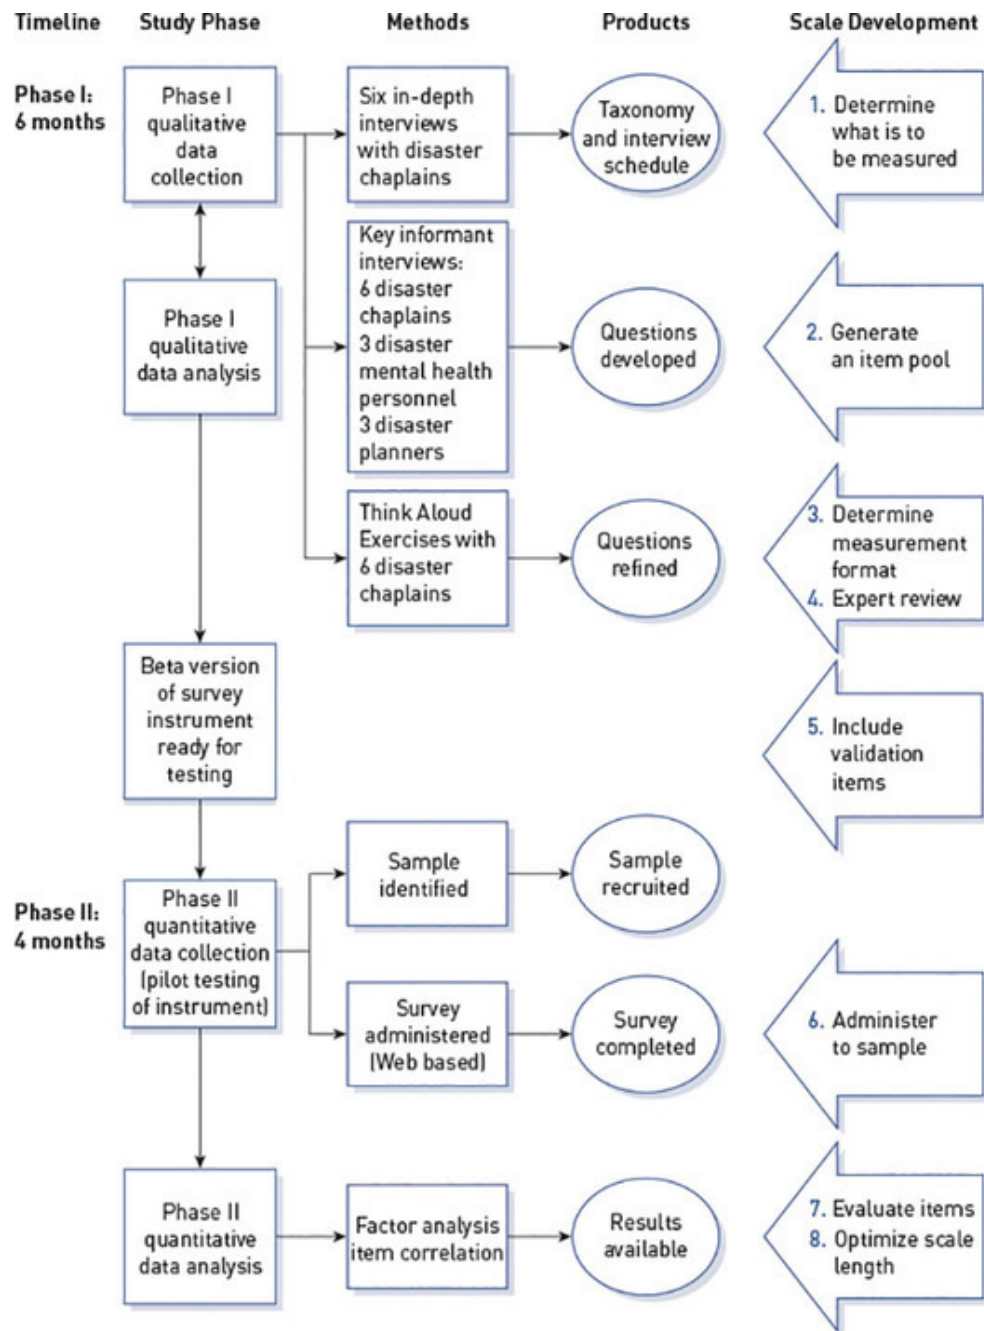 Timeline
Study Phase
Methods
Products
Scale Development
Phase I:
6 months
Phase I
qualitative
data
collection
Six in-depth
interviews
with disaster
chaplains
Taxonomy
and interview
schedule
1. Determine
what is to
be measured
Phase I
qualitative
data analysis
Key informant
interviews:
6 disaster
chaplains
3 disaster
mental health
personnel
3 disaster
planners
Questions
developed
2. Generate
an item pool
Think Aloud
Exercises with
6 disaster
chaplains
Questions
refined
3. Determine
measurement
format
4. Expert review
Beta version
of survey
instrument
ready for
testing
5. Include
validation
items
Phase II:
4 months
Phase II
quantitative
data collection
(pilot testing
of instrument)
Sample
identified
Sample
recruited
Survey
administered
(Web based)
Survey
completed
6. Administer
to sample
Phase II
quantitative
data analysis
Factor analysis
item correlation
Results
available
7. Evaluate items
8. Optimize scale
length